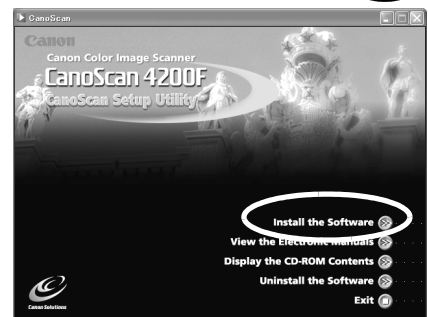 CanoScan
Canon
Canon Color Image Scanner
CanoScan 4200F
CanoScan Setup Utility
Install the Software
View the Electronic Manuals
Display the CD-ROM Contents
Uninstall the Software
Exit
Canon Solutions